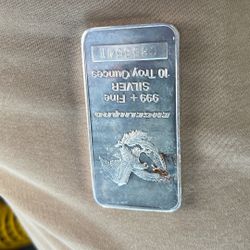 999 + Fine
SILVER
10 Troy Ounces